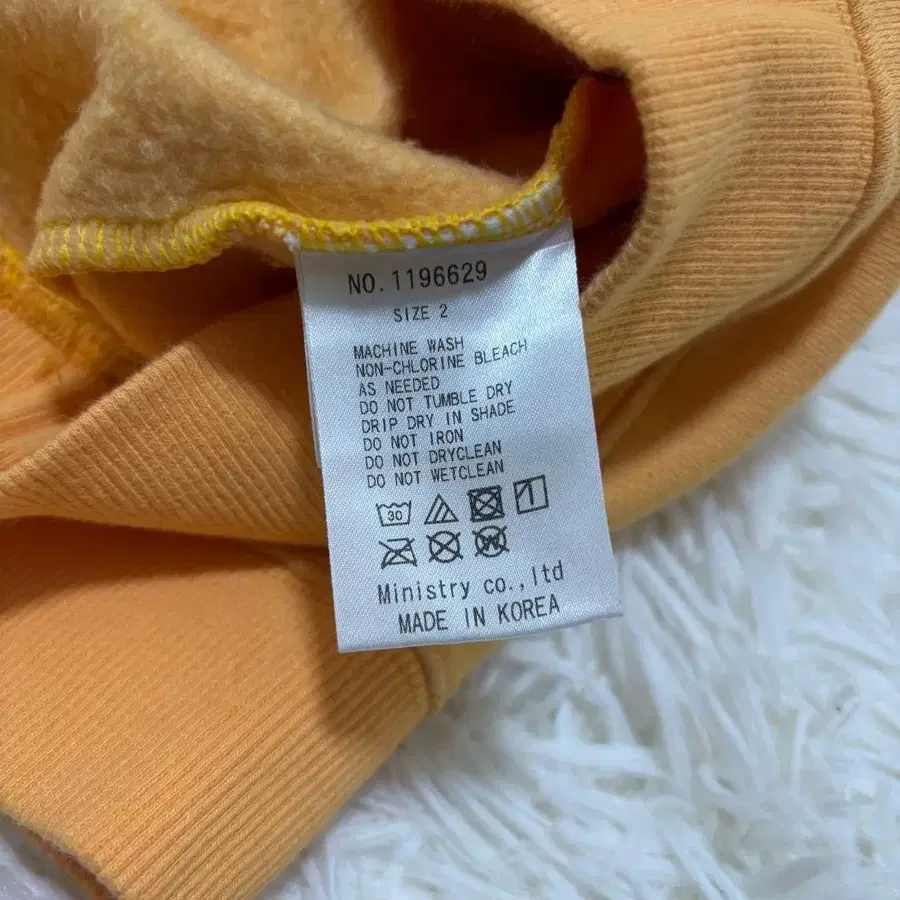 NO.1196629
SIZE 2
MACHINE WASH
NON-CHLORINE BLEACH
AS NEEDED
DO NOT TUMBLE DRY
DRIP DRY IN SHADE
DO NOT IRON
DO NOT DRYCLEAN
DO NOT WETCLEAN
30
W
Ministry co.,ltd
MADE IN KOREA